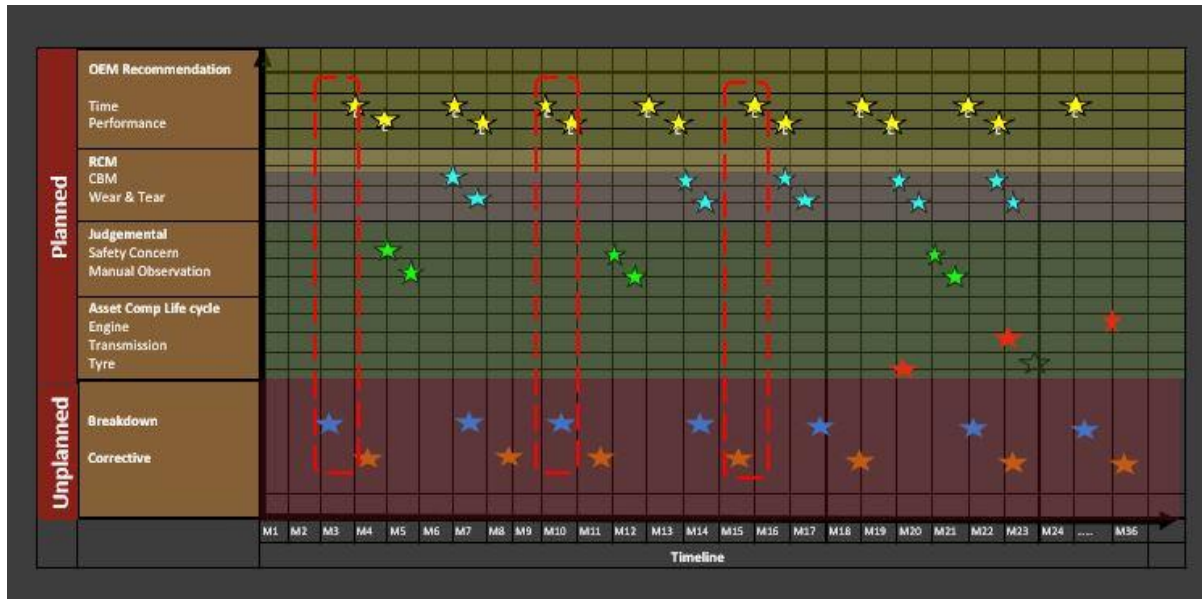 Planned
OEM Recommendation
Time
Performance
RCM
CBM
Wear & Tear
Judgemental
Safety Concern
Manual Observation
Asset Comp Life cycle
Engine
Transmission
Tyre
Unplanned
Breakdown
Corrective
M1 M2 M3 M4 M5 M6 M7 M8 M9 M10 M11 M12 M13 M14 M15 M16 M17 M18 M19 M20 M21 M22 M23 M24 ..... M36
Timeline